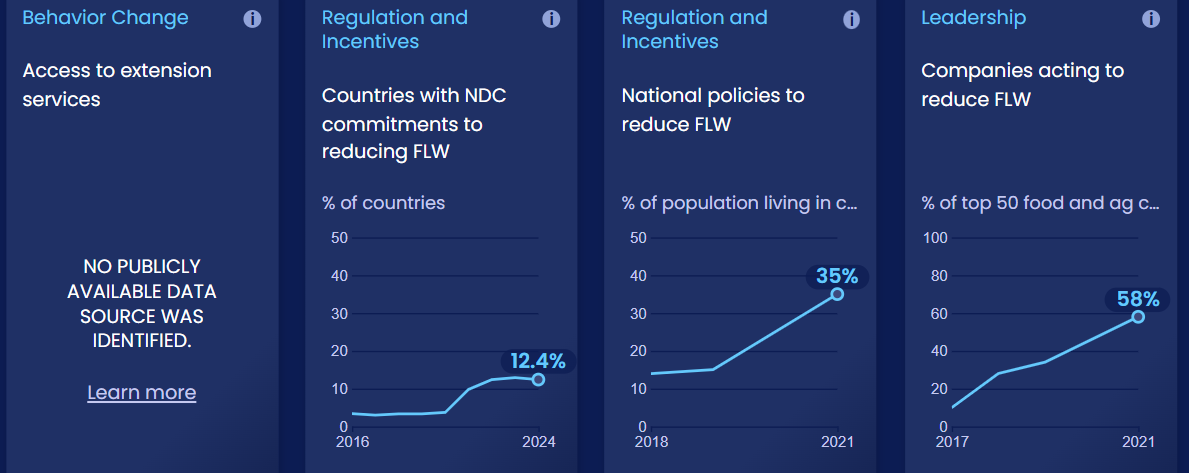 Behavior Change
i
Access to extension
services
NO PUBLICLY
AVAILABLE DATA
SOURCE WAS
IDENTIFIED.
Learn more
Regulation and
Incentives
i
Countries with NDC
commitments to
reducing FLW
% of countries
50
40
30
20
10
0
12.4%
2016
2024
Regulation and
Incentives
i
National policies to
reduce FLW
% of population living in c...
50
40
30
20
10
0
35%
2018
2021
Leadership
i
Companies acting to
reduce FLW
% of top 50 food and ag c...
100
80
60
40
20
0
58%
2017
2021